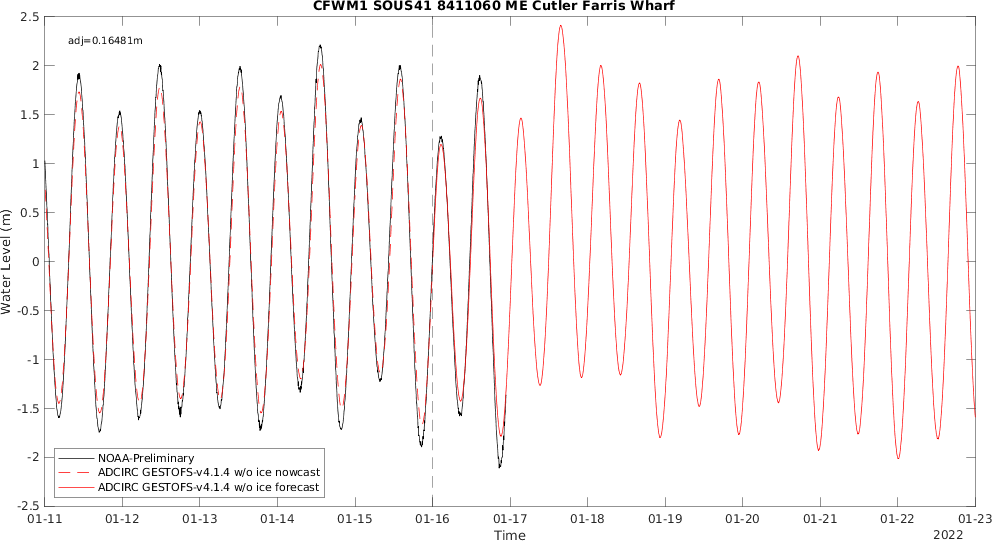 CFWM1 SOUS41 8411060 ME Cutler Farris Wharf
adj=0.16481m
2.5
2
1.5
1
0.5
0
-0.5
-1
-1.5
-2
-2.5
Water Level (m)
NOAA-Preliminary
ADCIRC GESTOFS-v4.1.4 w/o ice nowcast
ADCIRC GESTOFS-v4.1.4 w/o ice forecast
01-11 01-12 01-13 01-14 01-15 01-16 01-17 01-18 01-19 01-20 01-21 01-22 01-23
Time
2022